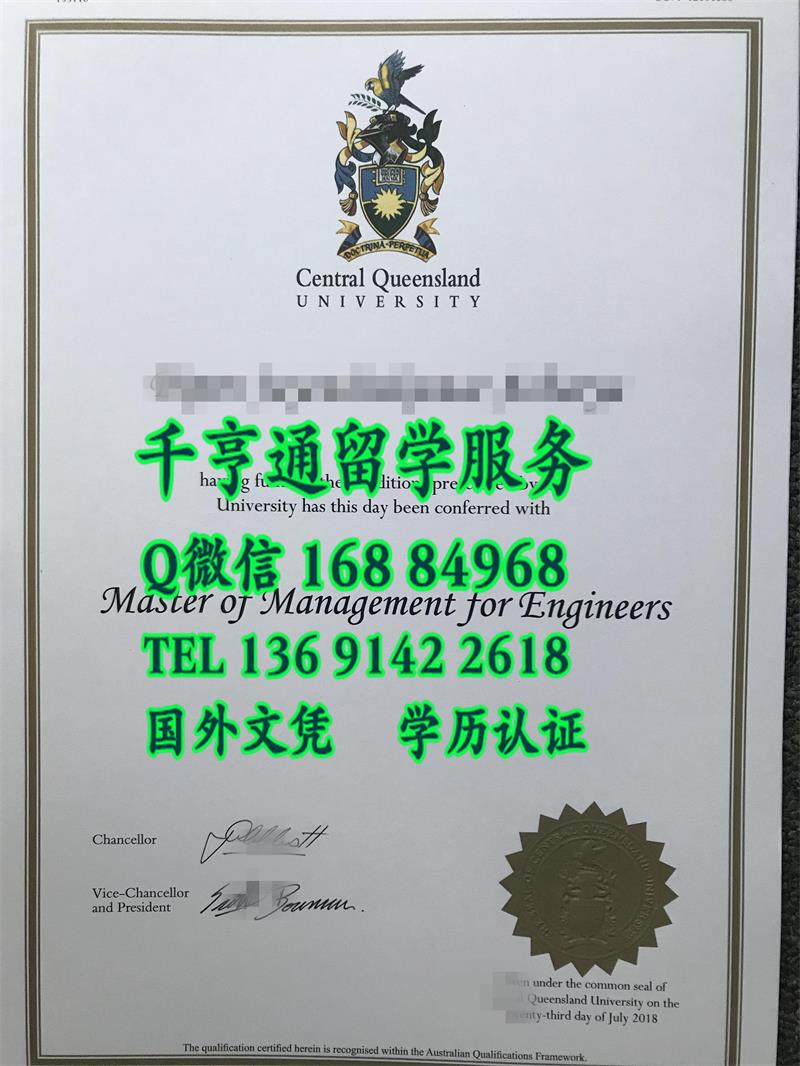 DOCTRINA PERPETUA
Central Queensland
UNIVERSITY
千亨通留学服务
having
University has this day been conferred with
Q微信 168 84968
Master of Management for Engineers
TEL 136 9142 2618
国外文凭 学历认证
Chancellor
Vice-Chancellor
and President
under the common seal of
Queensland University on the
twenty-third day of July 2018
The qualification certified herein is recognised within the Australian Qualifications Framework.